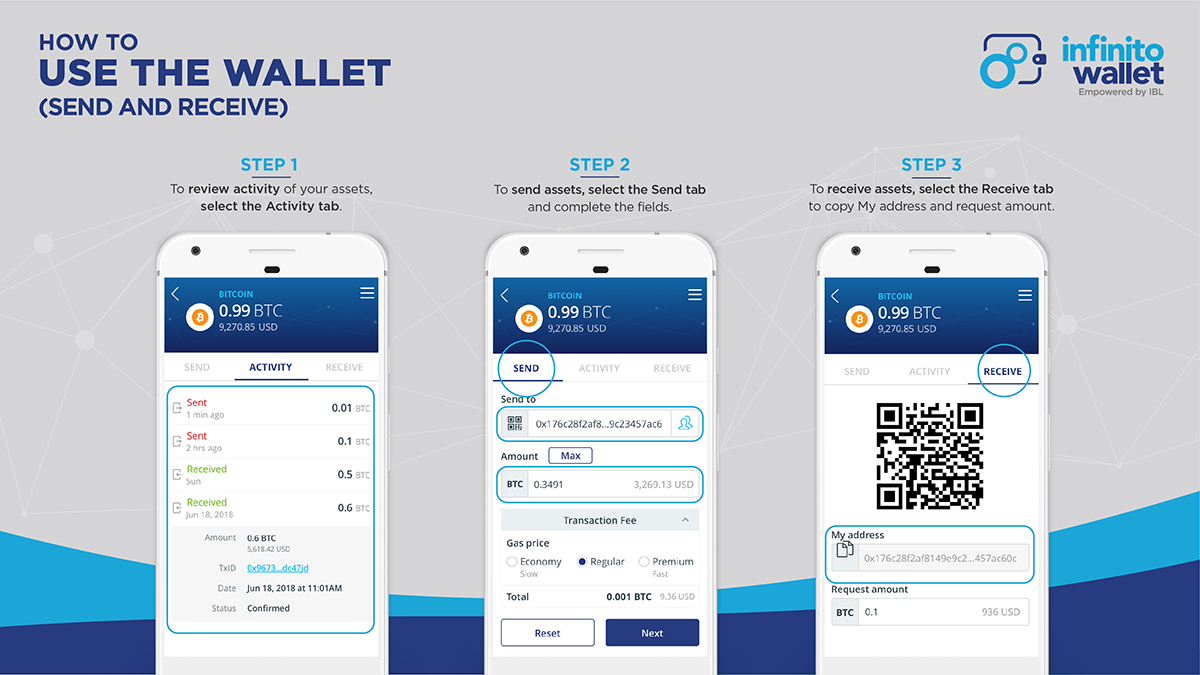 HOW TO
USE THE WALLET
(SEND AND RECEIVE)
infinito
wallet
Empowered by IBL
STEP 1
To review activity of your assets,
select the Activity tab.
BITCOIN
0.99 BTC
9,270.85 USD
SEND ACTIVITY RECEIVE
Sent
1 min ago
0.01 BTC
Sent
2 hrs ago
0.1 BTC
Received
Sun
0.5 BTC
Received
Jun 18, 2018
0.6 BTC
Amount 0.6 BTC
5,618.42 USD
TxID 0x9673...dc47jd
Date Jun 18, 2018 at 11:01AM
Status Confirmed
STEP 2
To send assets, select the Send tab
and complete the fields.
BITCOIN
0.99 BTC
9,270.85 USD
SEND ACTIVITY RECEIVE
Send to
0x176c28f2af8...9c23457ac6
Amount Max
BTC 0.3491 3,269.13 USD
Transaction Fee
Gas price
Economy Regular Premium
Slow Fast
Total 0.001 BTC 9.36 USD
Reset Next
STEP 3
To receive assets, select the Receive tab
to copy My address and request amount.
BITCOIN
0.99 BTC
9,270.85 USD
SEND ACTIVITY RECEIVE
My address
0x176c28f2af8149e9c2...457ac60c
Request amount
BTC 0.1 936 USD